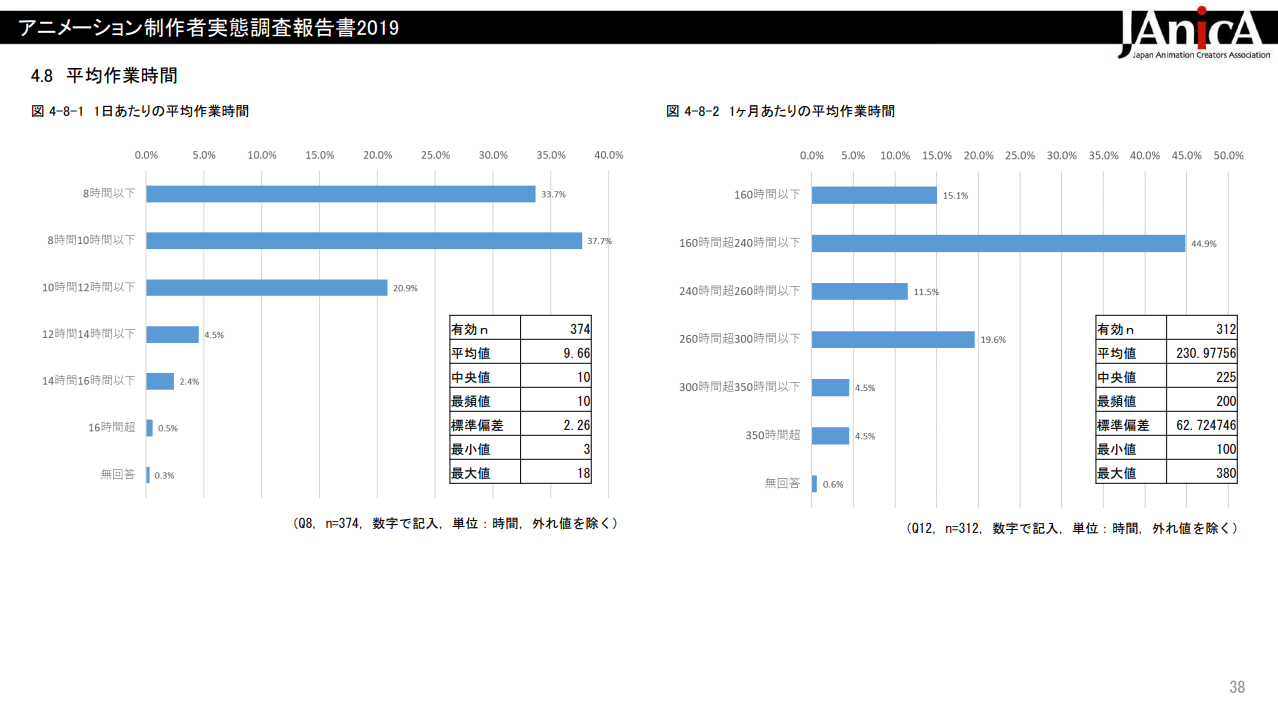 アニメーション制作者実態調査報告書2019
JAnicA
Japan Animation Creators Association
4.8 平均作業時間
図 4-8-1 1日あたりの平均作業時間
0.0% 5.0% 10.0% 15.0% 20.0% 25.0% 30.0% 35.0% 40.0%
8時間以下 33.7%
8時間10時間以下 37.7%
10時間12時間以下 20.9%
12時間14時間以下 4.5%
14時間16時間以下 2.4%
16時間超 0.5%
無回答 0.3%
有効n 374
平均値 9.66
中央値 10
最頻値 10
標準偏差 2.26
最小値 3
最大値 18
(Q8, n=374, 数字で記入, 単位:時間, 外れ値を除く)
図 4-8-2 1ヶ月あたりの平均作業時間
0.0% 5.0% 10.0% 15.0% 20.0% 25.0% 30.0% 35.0% 40.0% 45.0% 50.0%
160時間以下 15.1%
160時間超240時間以下 44.9%
240時間超260時間以下 11.5%
260時間超300時間以下 19.6%
300時間超350時間以下 4.5%
350時間超 4.5%
無回答 0.6%
有効n 312
平均値 230.97756
中央値 225
最頻値 200
標準偏差 62.724746
最小値 100
最大値 380
(Q12, n=312, 数字で記入, 単位:時間, 外れ値を除く)
38